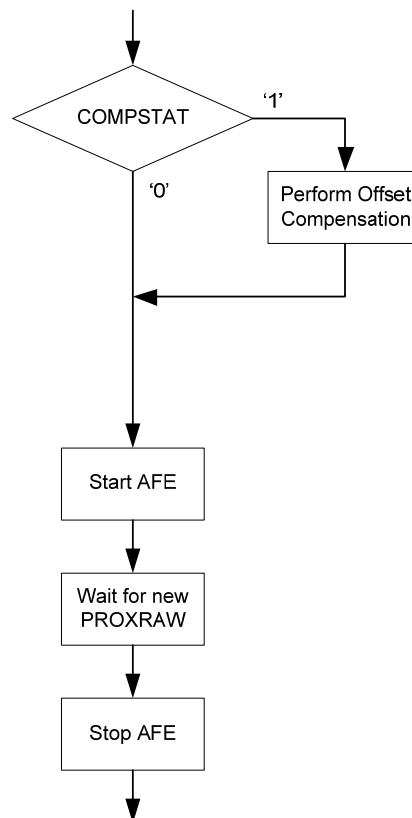 COMPSTAT
‘1’
‘0’
Perform Offset
Compensation
Start AFE
Wait for new
PROXRAW
Stop AFE